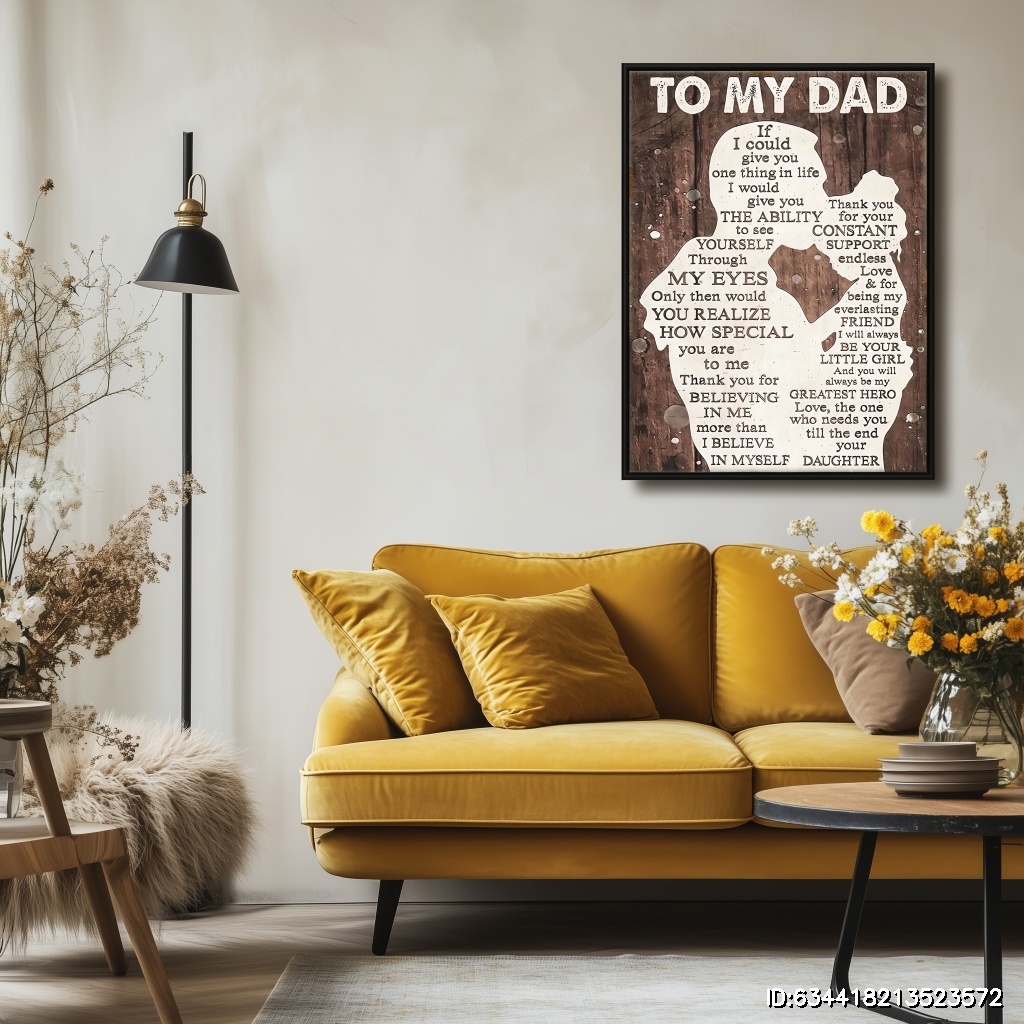 TO MY DAD
If
I could
give you
one thing in life
I would
give you
THE ABILITY
to see
YOURSELF
Through
MY EYES
Only then would
YOU REALIZE
HOW SPECIAL
you are
to me
Thank you for
BELIEVING
IN ME
more than
I BELIEVE
IN MYSELF
Thank you
for your
CONSTANT
SUPPORT
endless
Love
& for
being my
everlasting
FRIEND
I will always
BE YOUR
LITTLE GIRL
And you will
always be my
GREATEST HERO
Love, the one
who needs you
till the end
your
DAUGHTER
ID:634418213523572